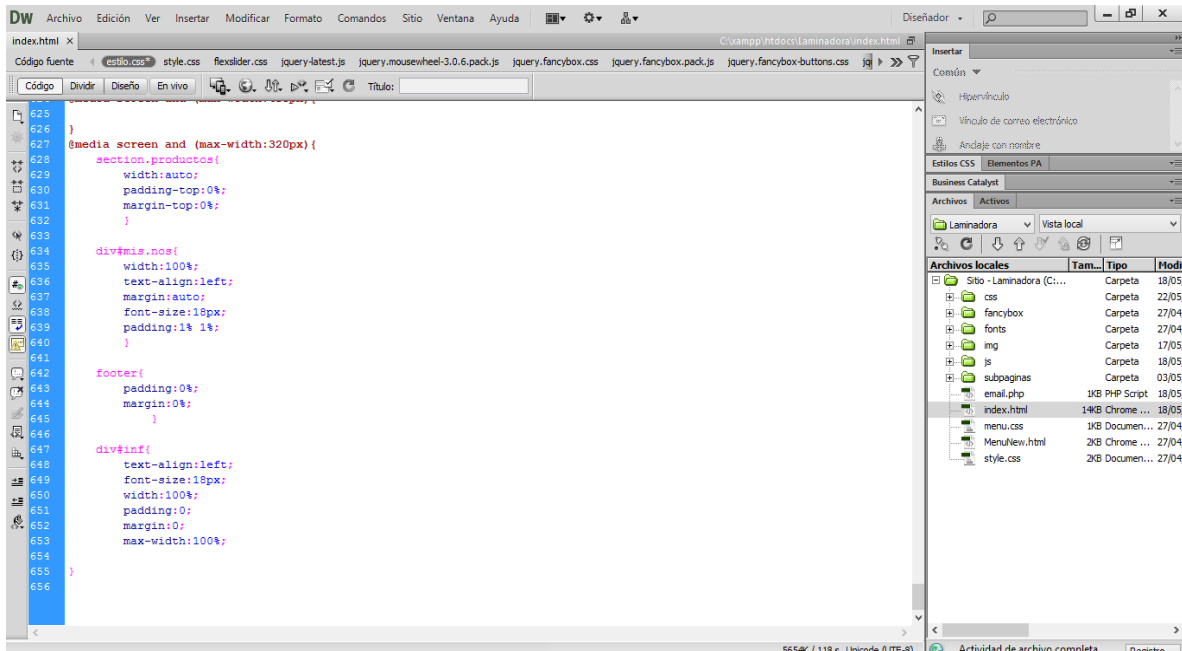 DW Archivo Edición Ver Insertar Modificar Formato Comandos Sitio Ventana Ayuda Diseñador
index.html × C:\xampp\htdocs\Laminadora\index.html
Código fuente estilo.css* style.css flexslider.css jquery-latest.js jquery.mousewheel-3.0.6.pack.js jquery.fancybox.css jquery.fancybox.pack.js jquery.fancybox-buttons.css jq
Código Dividir Diseño En vivo Título:
625
626 }
627 @media screen and (max-width:320px){
628 section.productos{
629 width:auto;
630 padding-top:0%;
631 margin-top:0%;
632 }
633
634 div#mis.nos{
635 width:100%;
636 text-align:left;
637 margin:auto;
638 font-size:18px;
639 padding:1% 1%;
640 }
641
642 footer{
643 padding:0%;
644 margin:0%;
645 }
646
647 div#inf{
648 text-align:left;
649 font-size:18px;
650 width:100%;
651 padding:0;
652 margin:0;
653 max-width:100%;
654
655 }
656
5654K / 118 s Unicode (UTF-8)
Insertar
Común
Hipervínculo
Vínculo de correo electrónico
Anclaje con nombre
Estilos CSS Elementos PA
Business Catalyst
Archivos Activos
Laminadora Vista local
Archivos locales Tam... Tipo Modi
Sitio - Laminadora (C:... Carpeta 18/05
css Carpeta 22/05
fancybox Carpeta 27/04
fonts Carpeta 27/04
img Carpeta 17/05
js Carpeta 18/05
subpaginas Carpeta 03/05
email.php 1KB PHP Script 18/05
index.html 14KB Chrome ... 18/05
menu.css 1KB Documen... 27/04
MenuNew.html 2KB Chrome ... 27/04
style.css 2KB Documen... 27/04
Actividad de archivo completa. Registro